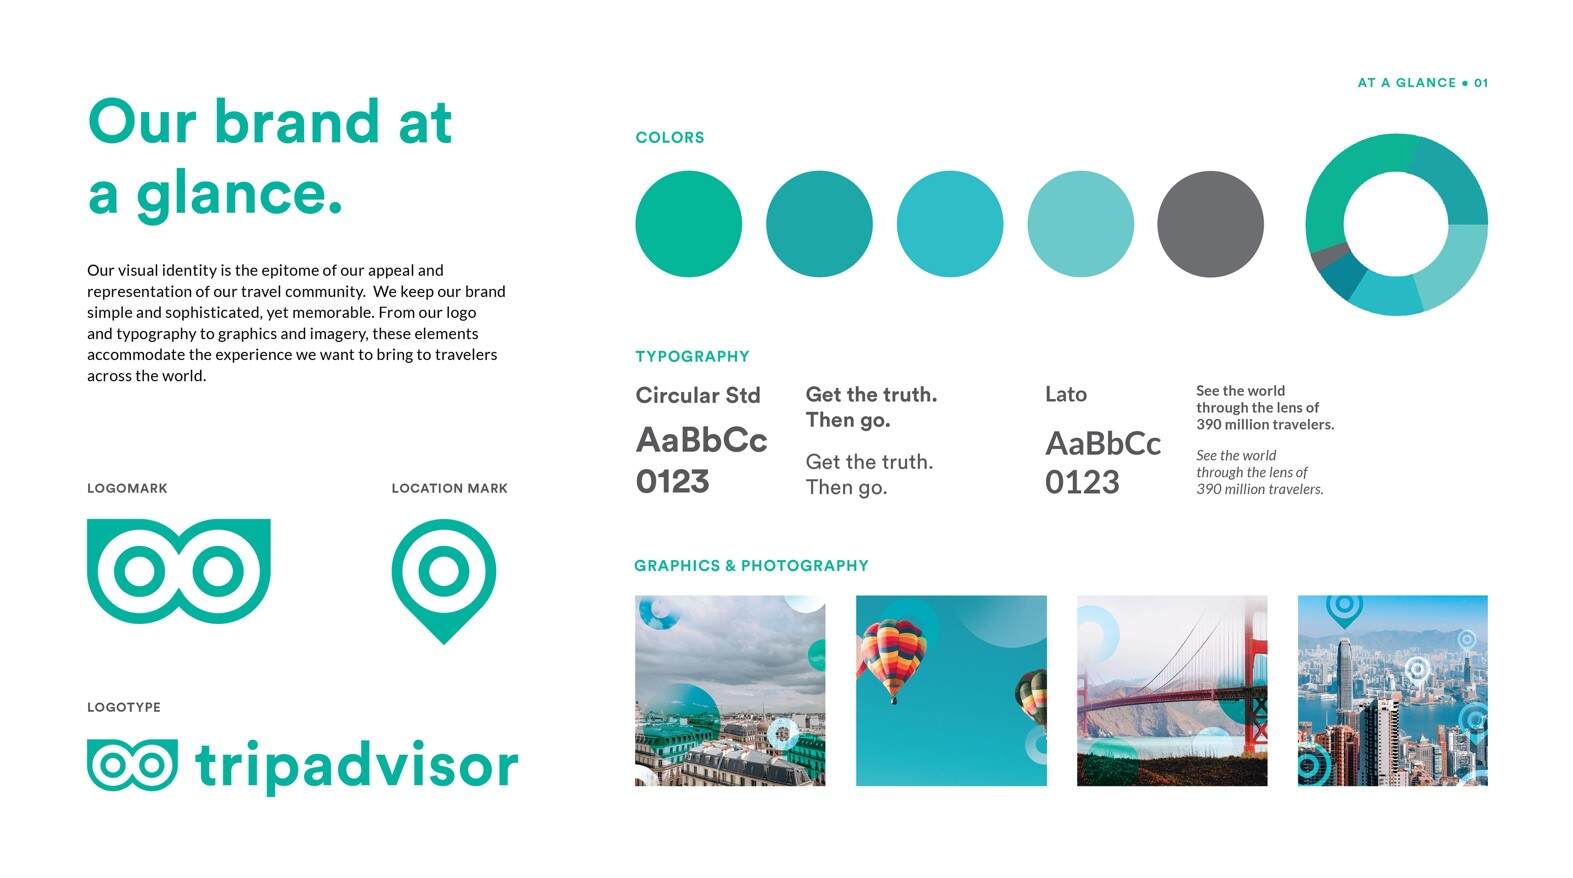 AT A GLANCE • 01
Our brand at
a glance.
Our visual identity is the epitome of our appeal and
representation of our travel community.  We keep our brand
simple and sophisticated, yet memorable. From our logo
and typography to graphics and imagery, these elements
accommodate the experience we want to bring to travelers
across the world.
LOGOMARK
LOCATION MARK
LOGOTYPE
tripadvisor
COLORS
TYPOGRAPHY
Circular Std
AaBbCc
0123
Get the truth.
Then go.
Get the truth.
Then go.
Lato
AaBbCc
0123
See the world
through the lens of
390 million travelers.
See the world
through the lens of
390 million travelers.
GRAPHICS & PHOTOGRAPHY